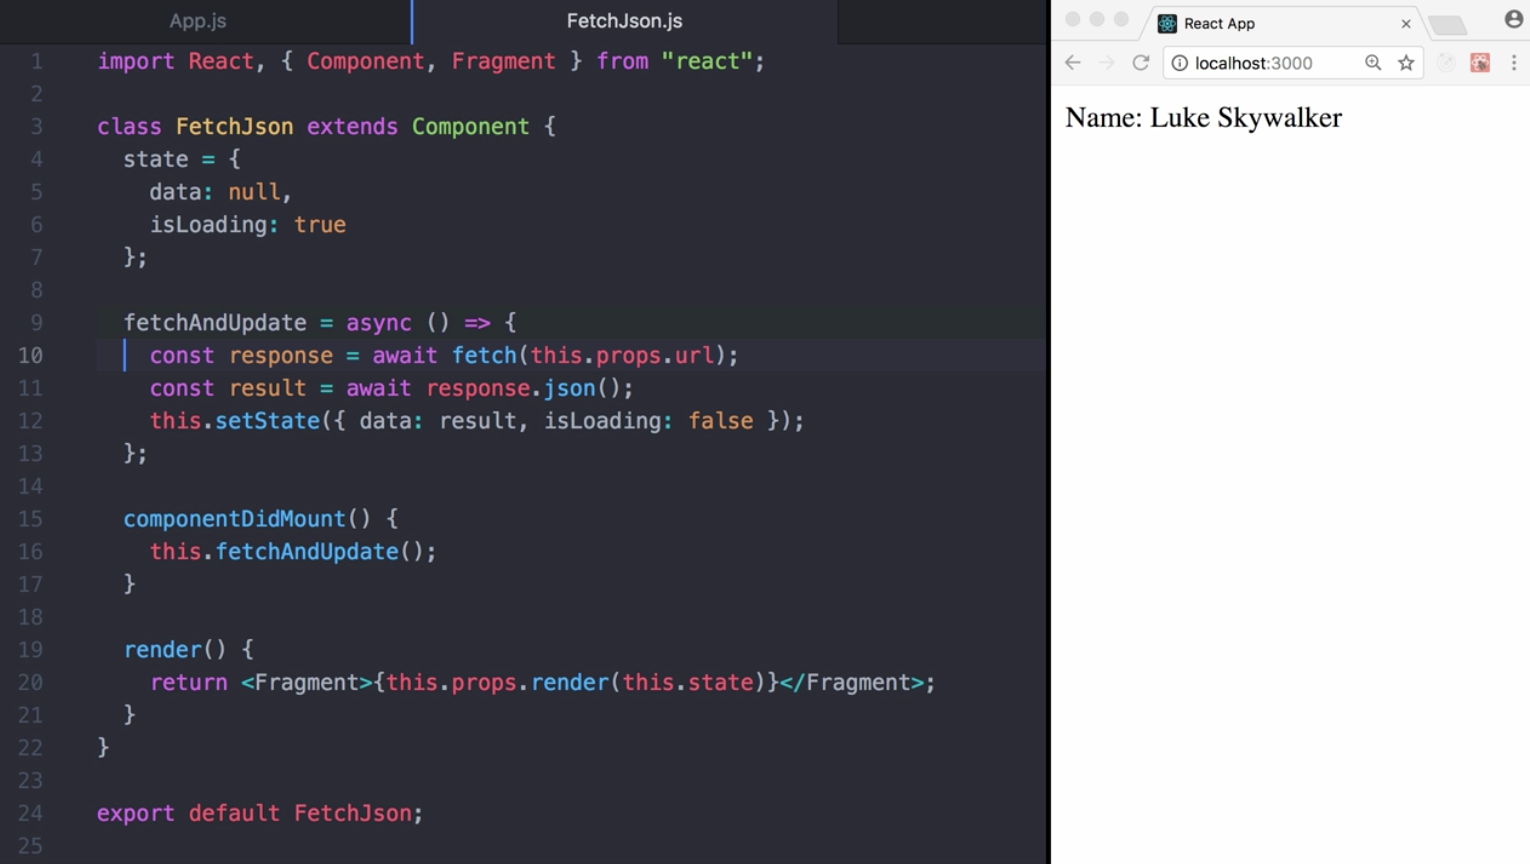 App.js
FetchJson.js
1 import React, { Component, Fragment } from "react";
2
3 class FetchJson extends Component {
4   state = {
5     data: null,
6     isLoading: true
7   };
8
9   fetchAndUpdate = async () => {
10     const response = await fetch(this.props.url);
11     const result = await response.json();
12     this.setState({ data: result, isLoading: false });
13   };
14
15   componentDidMount() {
16     this.fetchAndUpdate();
17   }
18
19   render() {
20     return <Fragment>{this.props.render(this.state)}</Fragment>;
21   }
22 }
23
24 export default FetchJson;
25
React App
localhost:3000
Name: Luke Skywalker